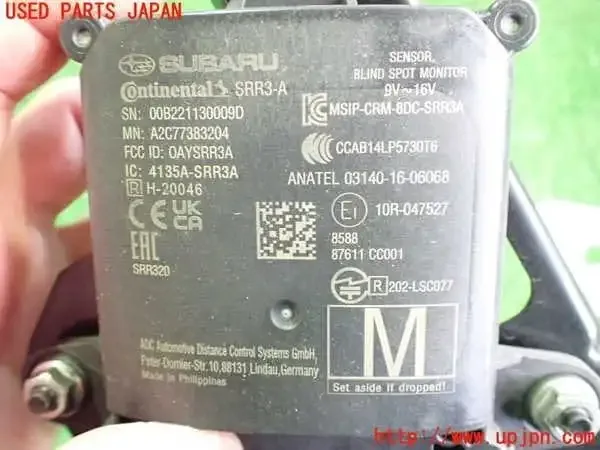 USED PARTS JAPAN
SUBARU
Continental SRR3-A
SN: 00B221130009D
MN: A2C77383204
FCC ID: OAYSRR3A
IC: 4135A-SRR3A
R H-20046
CE UK CA
EAC
SRR320
SENSOR,
BLIND SPOT MONITOR
9V~16V
MSIP-CRM-8DC-SRR3A
CCAB14LP5730T6
ANATEL 03140-16-06068
E1 10R-047527
8588
87611 CC001
R 202-LSC077
M
Set aside if dropped!
ADC Automotive Distance Control Systems GmbH,
Peter-Dornier-Str.10,88131 Lindau,Germany
Made in Philippines
http://www.upjpn.com